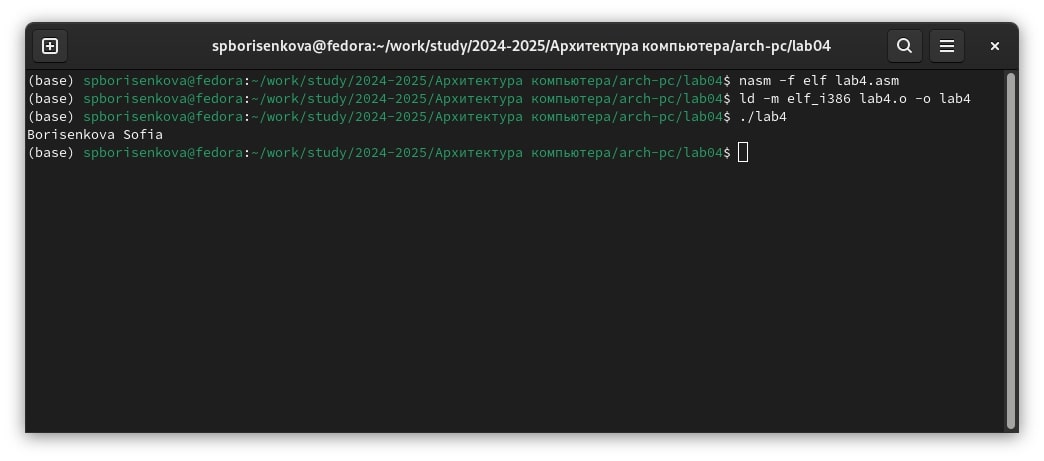 spborisenkova@fedora:~/work/study/2024-2025/Архитектура компьютера/arch-pc/lab04
(base) spborisenkova@fedora:~/work/study/2024-2025/Архитектура компьютера/arch-pc/lab04$ nasm -f elf lab4.asm
(base) spborisenkova@fedora:~/work/study/2024-2025/Архитектура компьютера/arch-pc/lab04$ ld -m elf_i386 lab4.o -o lab4
(base) spborisenkova@fedora:~/work/study/2024-2025/Архитектура компьютера/arch-pc/lab04$ ./lab4
Borisenkova Sofia
(base) spborisenkova@fedora:~/work/study/2024-2025/Архитектура компьютера/arch-pc/lab04$